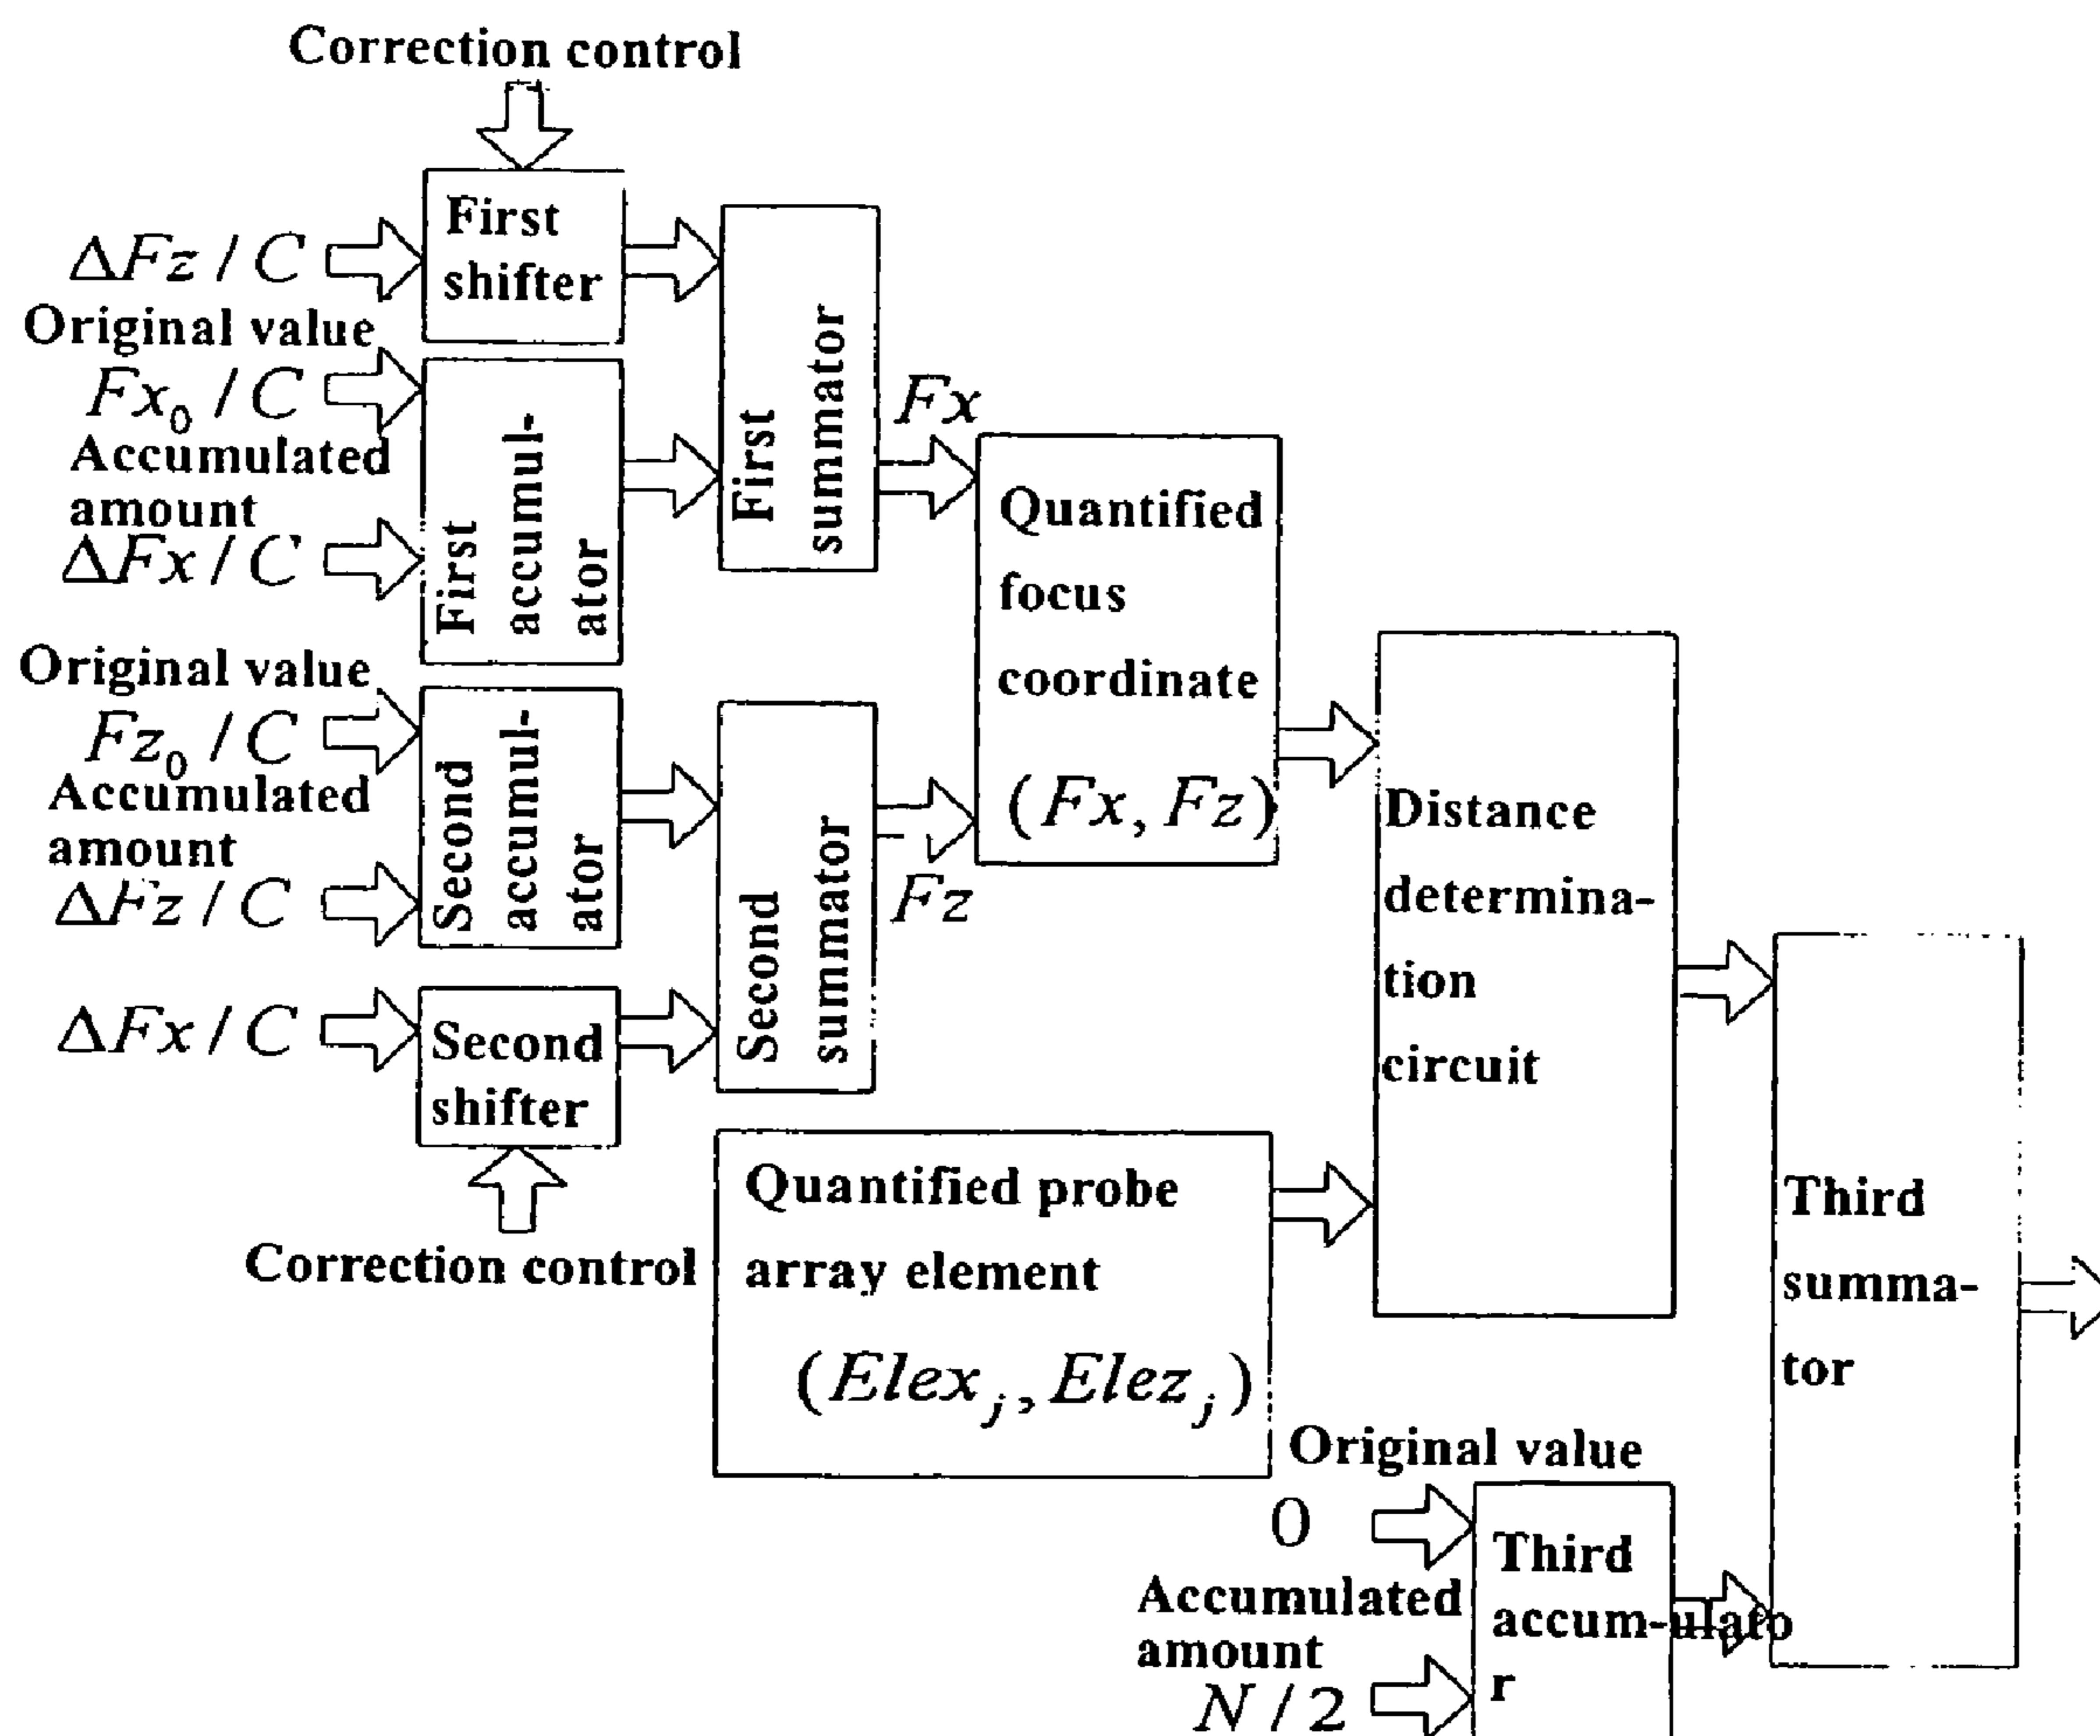 Correction control
First
shifter
ΔFz / C
Original value
Fx₀ / C
Accumulated
amount
ΔFx / C
First
accumul-
ator
First
summator
Fx
Original value
Fz₀ / C
Accumulated
amount
ΔFz / C
Second
accumul-
ator
Second
summator
Fz
ΔFx / C
Second
shifter
Correction control
Quantified
focus
coordinate
(Fx, Fz)
Quantified probe
array element
(Elexⱼ, Elezⱼ)
Distance
determina-
tion
circuit
Original value
0
Accumulated
amount
N / 2
Third
accum-ulato
r
Third
summa-
tor